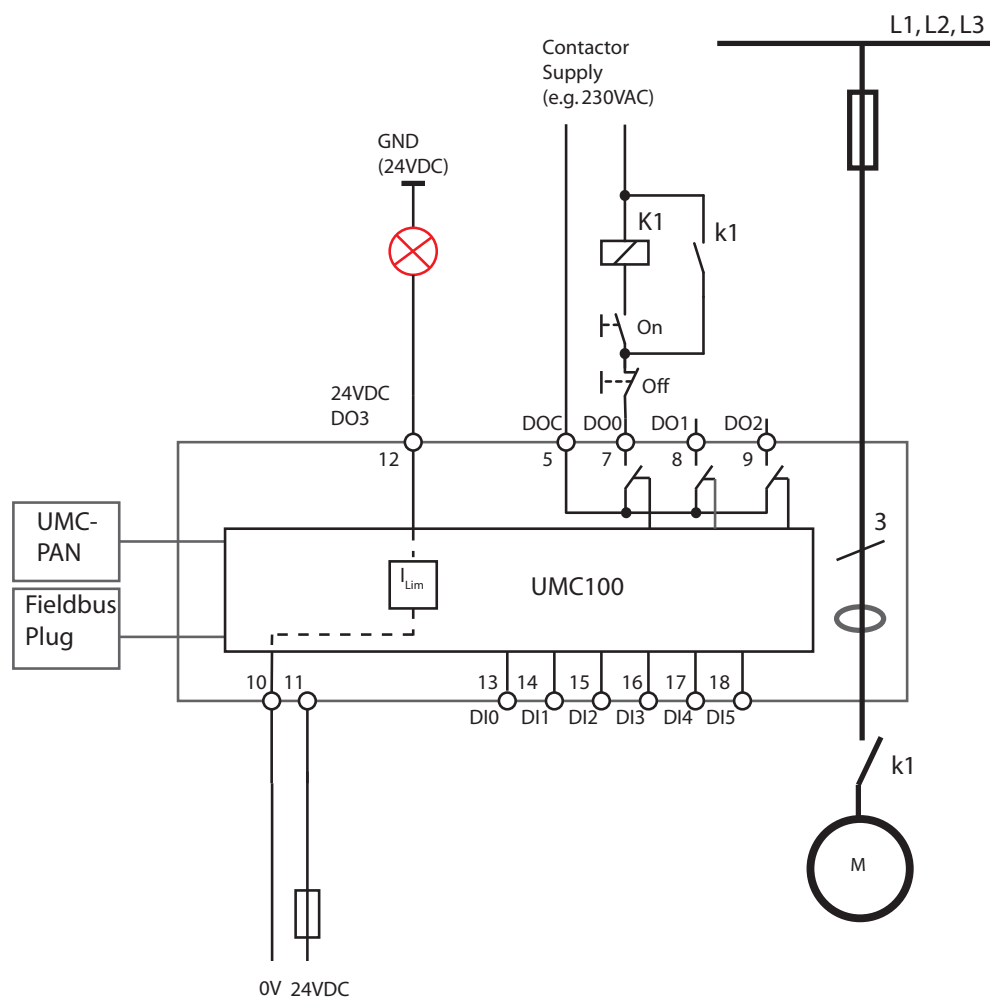 L1, L2, L3
Contactor
Supply
(e.g. 230VAC)
GND
(24VDC)
K1
k1
On
Off
24VDC
DO3
DOC
DO0
DO1
DO2
12
5
7
8
9
UMC-
PAN
3
I Lim
UMC100
Fieldbus
Plug
10
11
13
14
15
16
17
18
DI0
DI1
DI2
DI3
DI4
DI5
k1
M
0V
24VDC